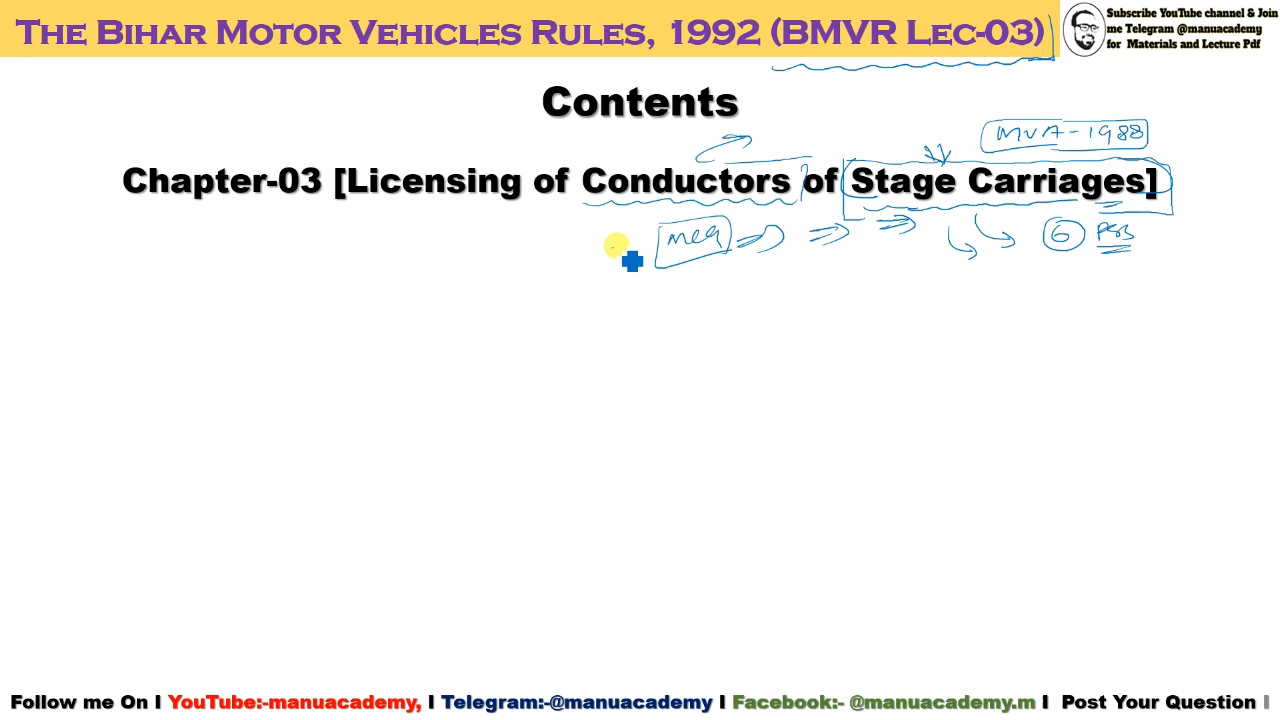 THE BIHAR MOTOR VEHICLES RULES, 1992 (BMVR LEC-03)
Subscribe YouTube channel & Join
me Telegram @manuacademy
for Materials and Lecture Pdf
Contents
MVA-1988
Chapter-03 [Licensing of Conductors of Stage Carriages]
MCQ 6
Follow me On I YouTube:-manuacademy, I Telegram:-@manuacademy I Facebook:- @manuacademy.m I Post Your Question I